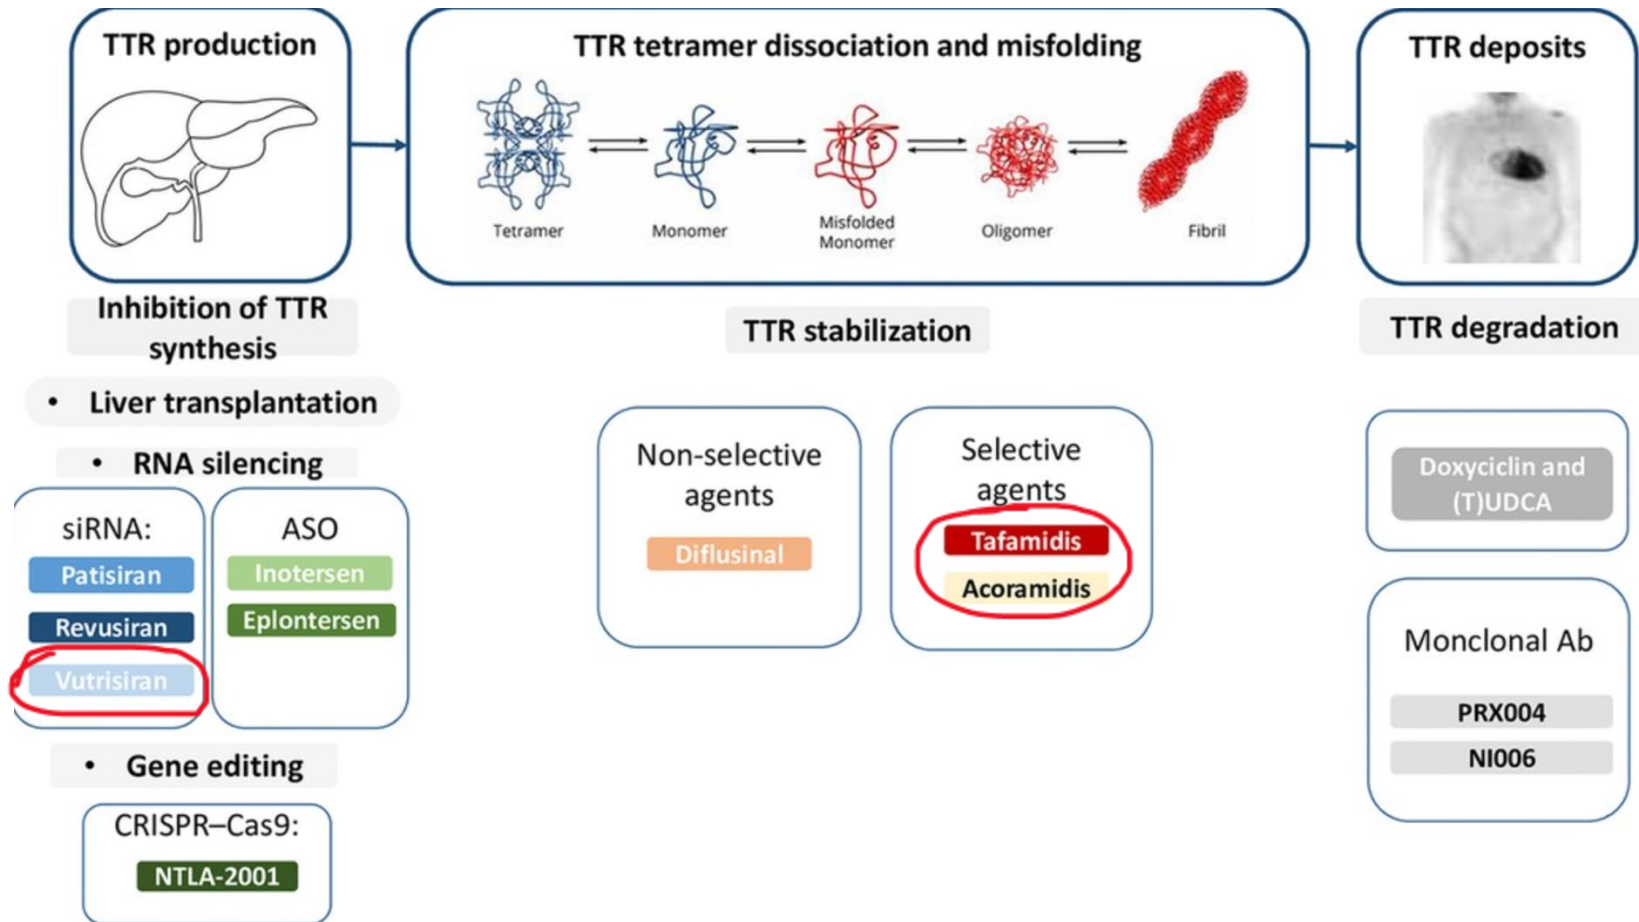 TTR production
TTR tetramer dissociation and misfolding
TTR deposits
Tetramer
Monomer
Misfolded
Monomer
Oligomer
Fibril
Inhibition of TTR
synthesis
• Liver transplantation
• RNA silencing
siRNA:
Patisiran
Revusiran
Vutrisiran
ASO
Inotersen
Eplontersen
• Gene editing
CRISPR–Cas9:
NTLA-2001
TTR stabilization
Non-selective
agents
Diflusinal
Selective
agents
Tafamidis
Acoramidis
TTR degradation
Doxyciclin and
(T)UDCA
Monclonal Ab
PRX004
NI006